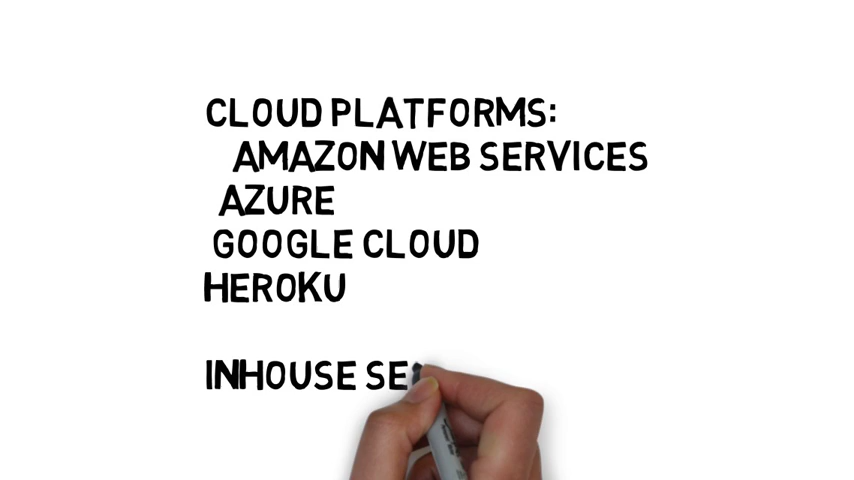 CLOUD PLATFORMS:
AMAZON WEB SERVICES
AZURE
GOOGLE CLOUD
HEROKU
INHOUSE SE